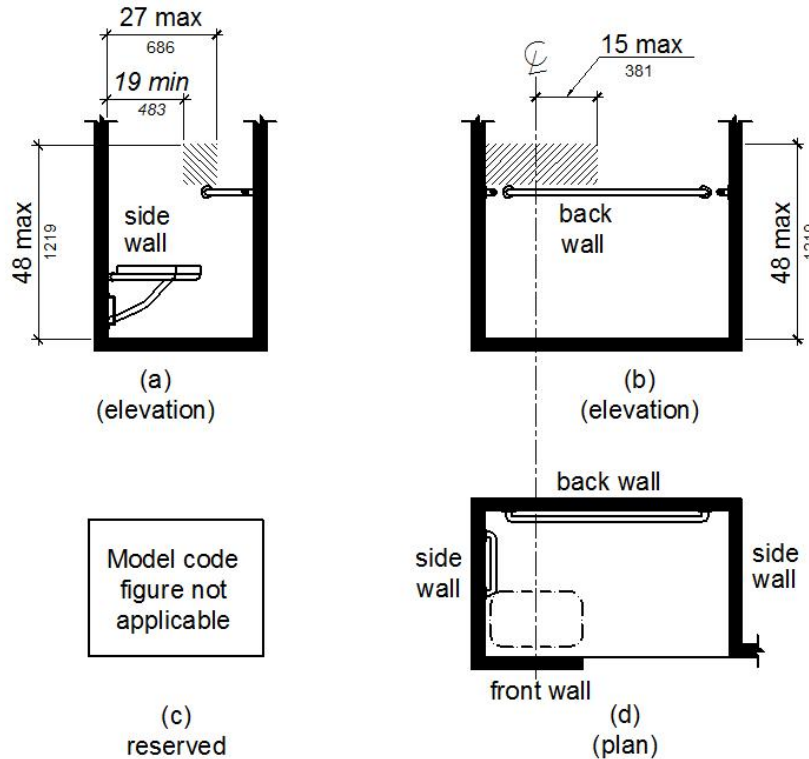 27 max
686
19 min
483
48 max
1219
side
wall
(a)
(elevation)
℄
15 max
381
back
wall
48 max
1219
(b)
(elevation)
Model code
figure not
applicable
(c)
reserved
back wall
side
wall
side
wall
front wall
(d)
(plan)